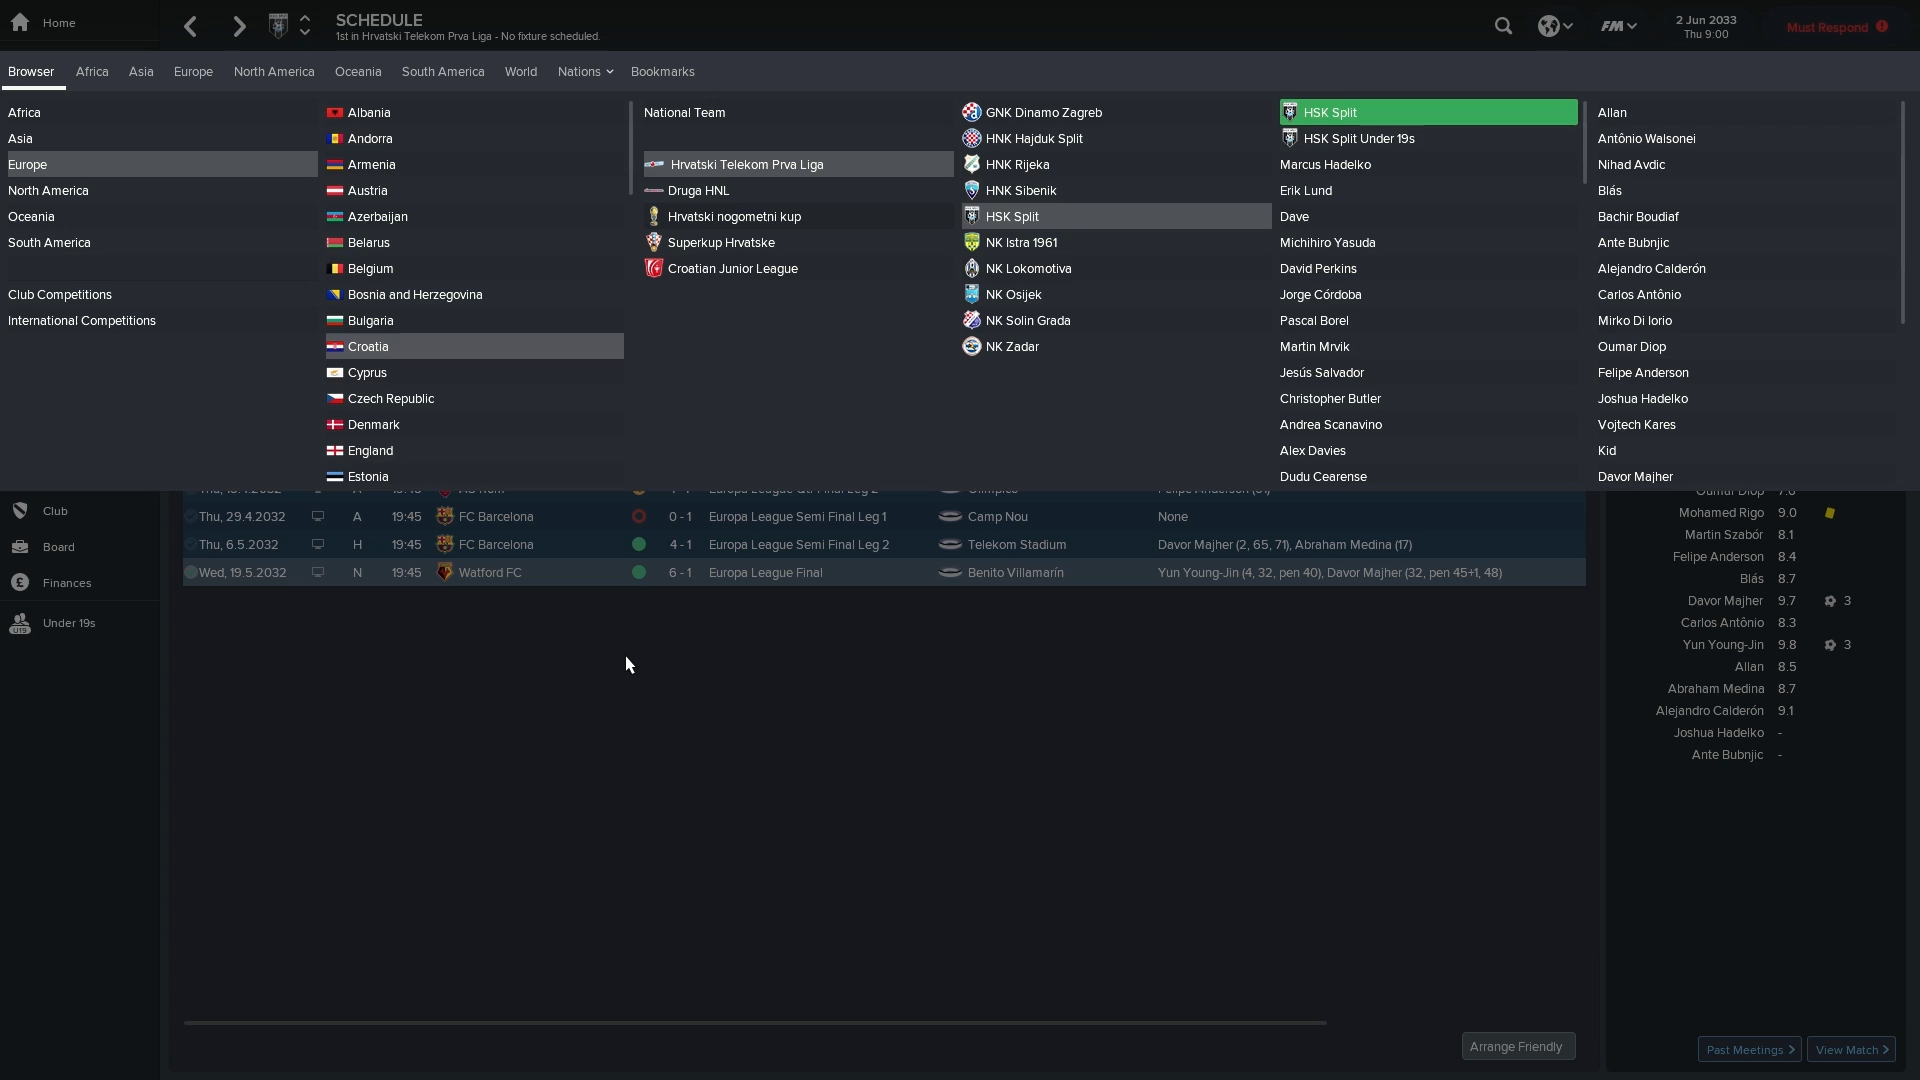 Home
SCHEDULE
1st in Hrvatski Telekom Prva Liga - No fixture scheduled.
FM
2 Jun 2033
Thu 9:00
Must Respond
Browser Africa Asia Europe North America Oceania South America World Nations Bookmarks
Africa
Asia
Europe
North America
Oceania
South America
Club Competitions
International Competitions
Albania
Andorra
Armenia
Austria
Azerbaijan
Belarus
Belgium
Bosnia and Herzegovina
Bulgaria
Croatia
Cyprus
Czech Republic
Denmark
England
Estonia
National Team
Hrvatski Telekom Prva Liga
Druga HNL
Hrvatski nogometni kup
Superkup Hrvatske
Croatian Junior League
GNK Dinamo Zagreb
HNK Hajduk Split
HNK Rijeka
HNK Sibenik
HSK Split
NK Istra 1961
NK Lokomotiva
NK Osijek
NK Solin Grada
NK Zadar
HSK Split
HSK Split Under 19s
Marcus Hadelko
Erik Lund
Dave
Michihiro Yasuda
David Perkins
Jorge Córdoba
Pascal Borel
Martin Mrvik
Jesús Salvador
Christopher Butler
Andrea Scanavino
Alex Davies
Dudu Cearense
Allan
Antônio Walsonei
Nihad Avdic
Blás
Bachir Boudiaf
Ante Bubnjic
Alejandro Calderón
Carlos Antônio
Mirko Di Iorio
Oumar Diop
Felipe Anderson
Joshua Hadelko
Vojtech Kares
Kid
Davor Majher
Club
Board
Finances
Under 19s
Thu, 29.4.2032 A 19:45 FC Barcelona 0 - 1 Europa League Semi Final Leg 1 Camp Nou None
Thu, 6.5.2032 H 19:45 FC Barcelona 4 - 1 Europa League Semi Final Leg 2 Telekom Stadium Davor Majher (2, 65, 71), Abraham Medina (17)
Wed, 19.5.2032 N 19:45 Watford FC 6 - 1 Europa League Final Benito Villamarín Yun Young-Jin (4, 32, pen 40), Davor Majher (32, pen 45+1, 48)
Oumar Diop
Mohamed Rigo 9.0
Martin Szabór 8.1
Felipe Anderson 8.4
Blás 8.7
Davor Majher 9.7 3
Carlos Antônio 8.3
Yun Young-Jin 9.8 3
Allan 8.5
Abraham Medina 8.7
Alejandro Calderón 9.1
Joshua Hadelko -
Ante Bubnjic -
Arrange Friendly
Past Meetings
View Match